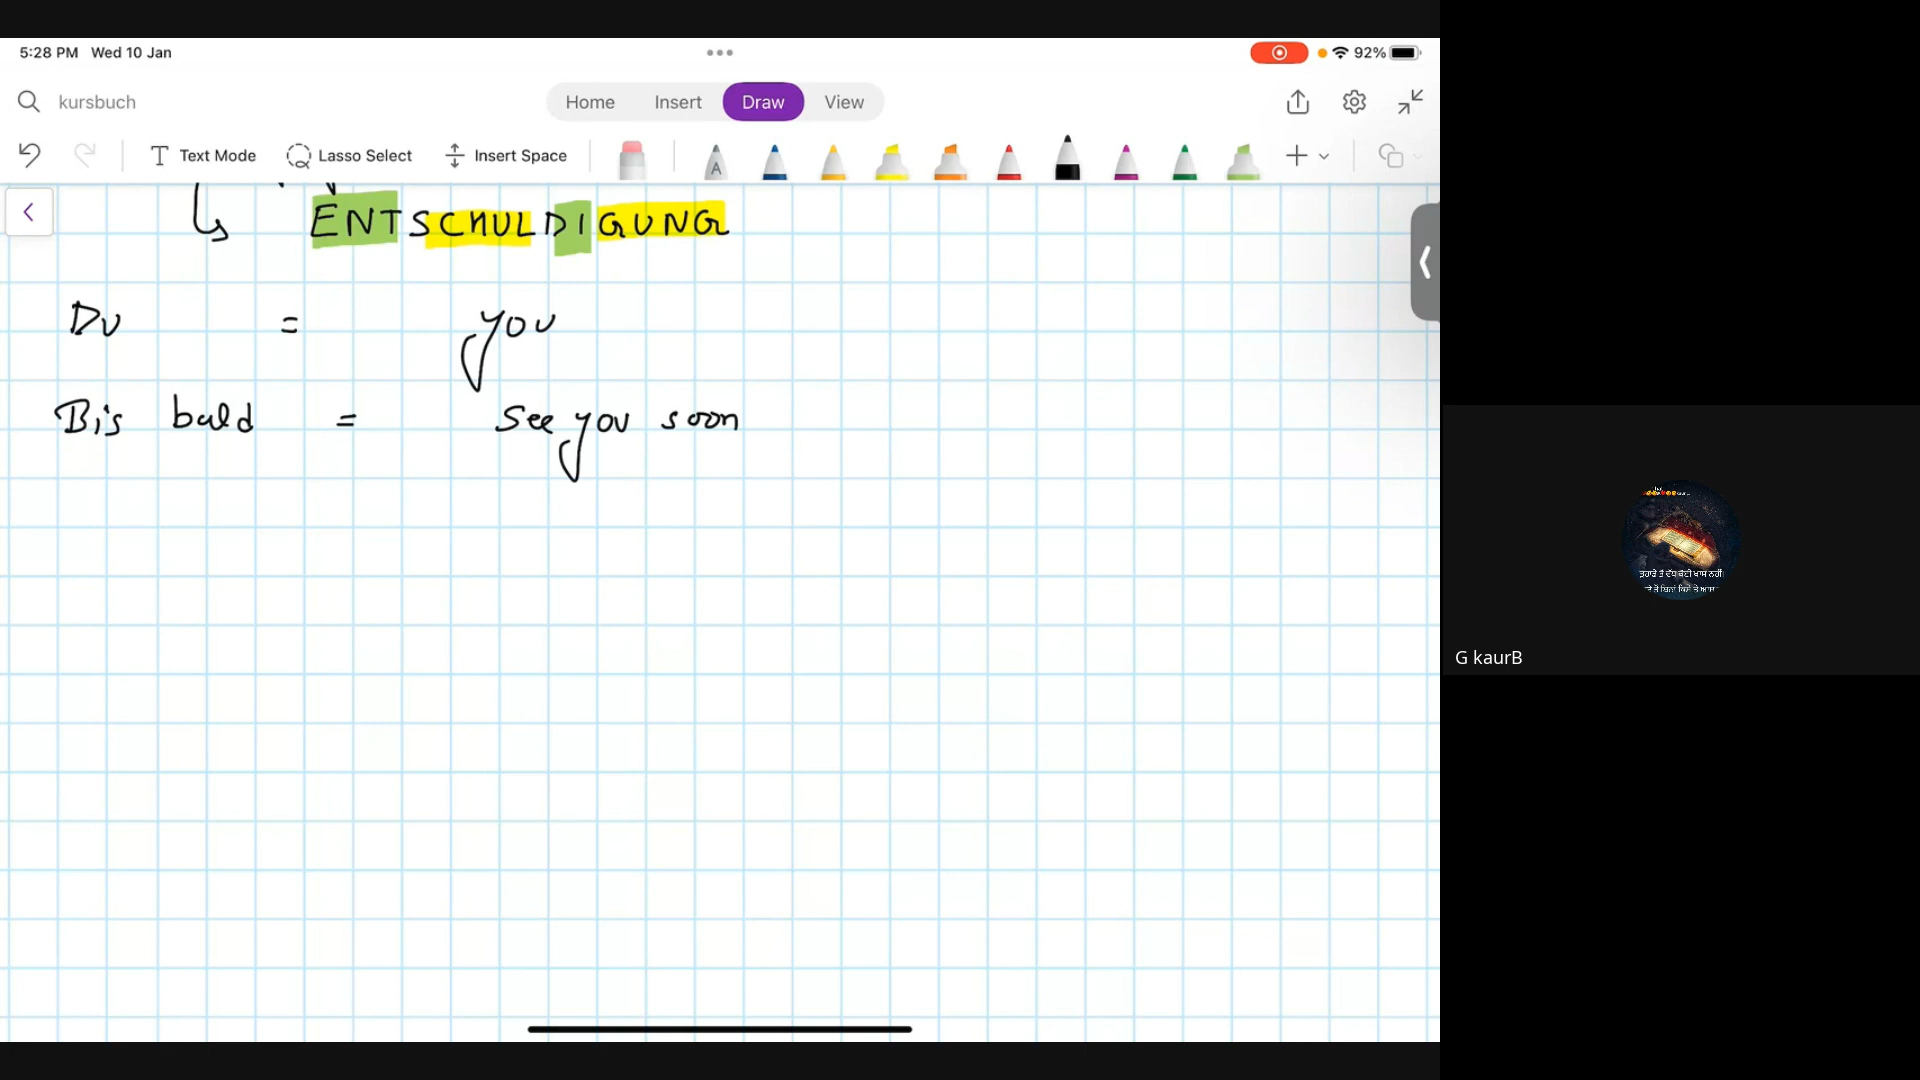 5:28 PM Wed 10 Jan
92%
kursbuch
Home Insert Draw View
Text Mode Lasso Select Insert Space
A
ENTSCHULDIGUNG
Du = you
Bis bald = See you soon
G kaurB